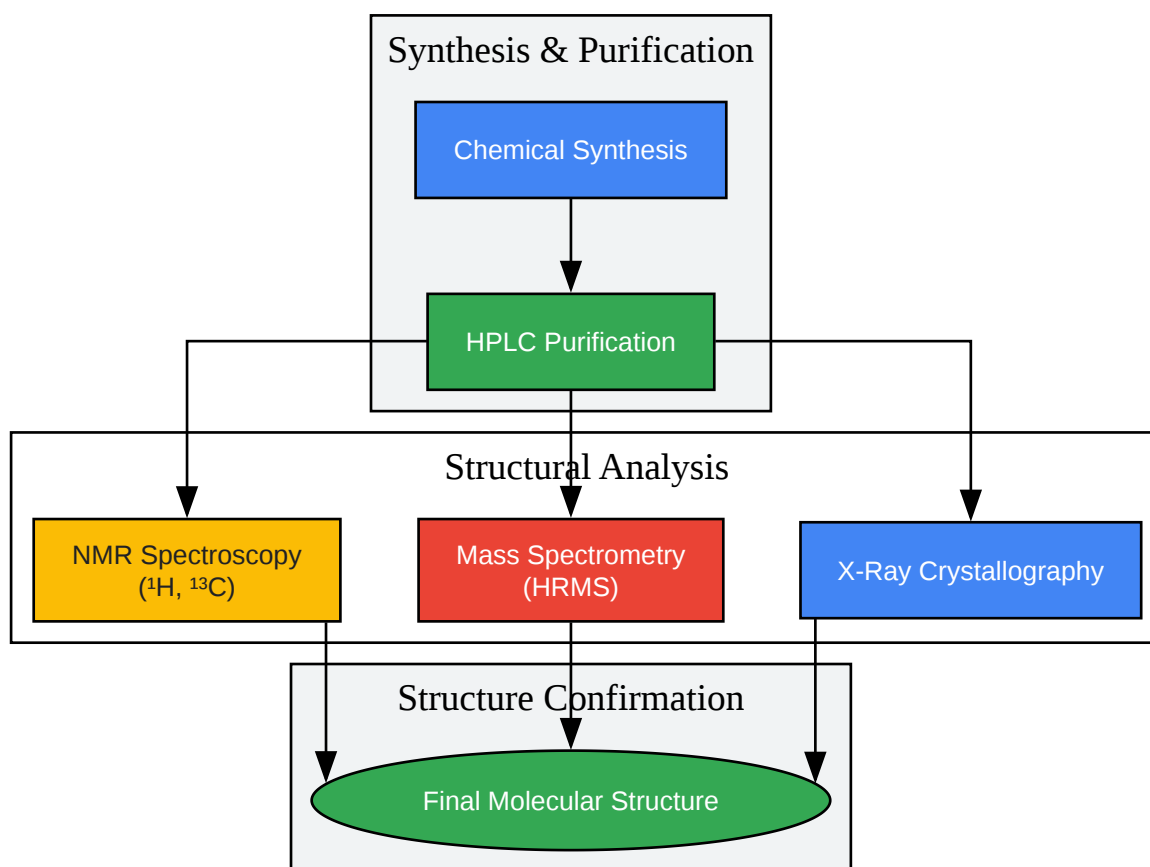 Synthesis & Purification
Chemical Synthesis
HPLC Purification
Structural Analysis
NMR Spectroscopy
(¹H, ¹³C)
Mass Spectrometry
(HRMS)
X-Ray Crystallography
Structure Confirmation
Final Molecular Structure